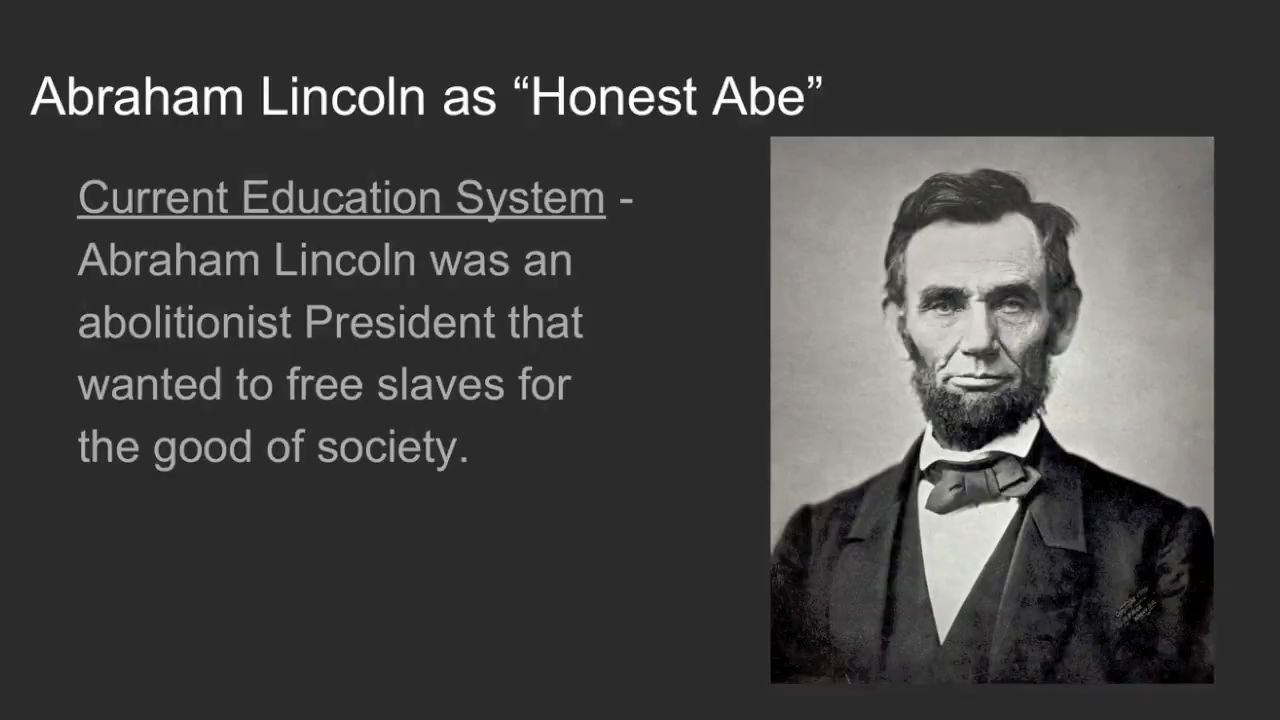 Abraham Lincoln as “Honest Abe”
Current Education System -
Abraham Lincoln was an
abolitionist President that
wanted to free slaves for
the good of society.